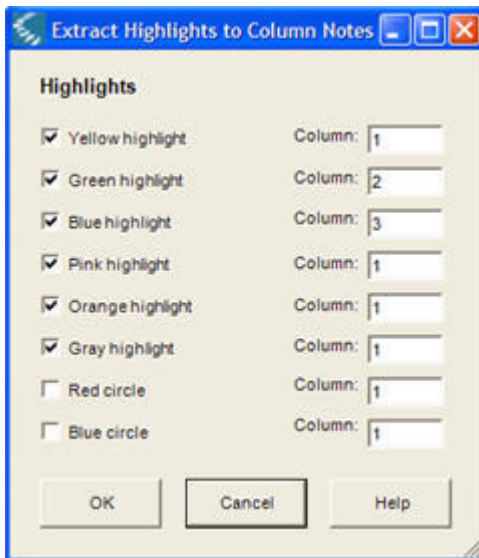 Extract Highlights to Column Notes
Highlights
Yellow highlight Column: 1
Green highlight Column: 2
Blue highlight Column: 3
Pink highlight Column: 1
Orange highlight Column: 1
Gray highlight Column: 1
Red circle Column: 1
Blue circle Column: 1
OK Cancel Help